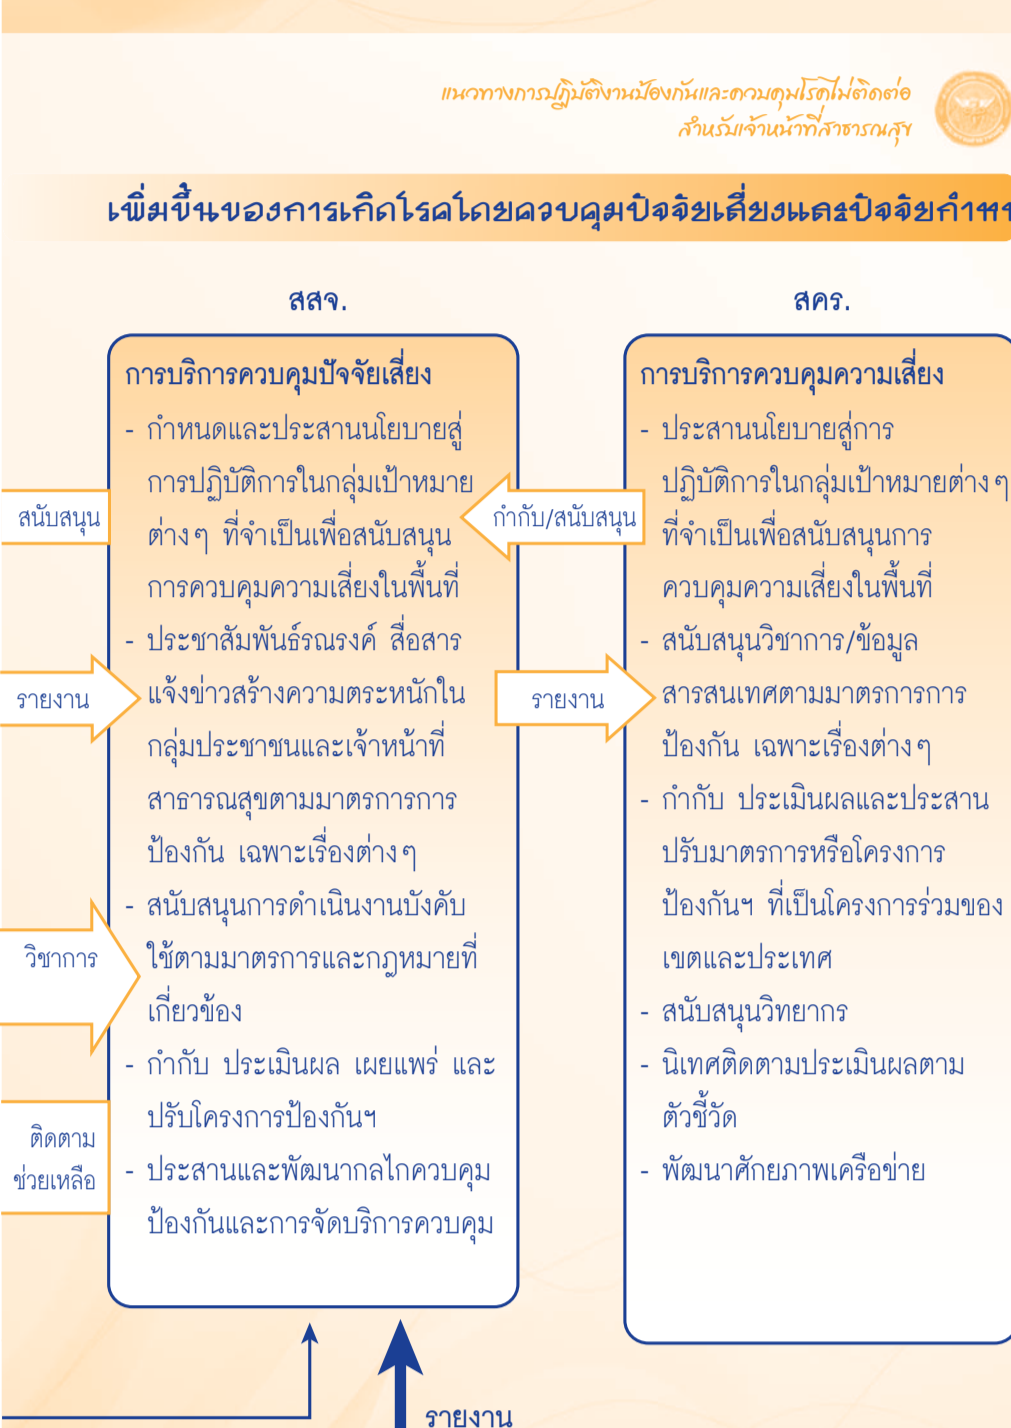 แนวทางการปฏิบัติงานป้องกันและควบคุมโรคไม่ติดต่อ
สำหรับเจ้าหน้าที่สาธารณสุข
เพิ่มขึ้นของการเกิดโรคโดยควบคุมปัจจัยเสี่ยงและปัจจัยกำหน
สสจ.
การบริการควบคุมปัจจัยเสี่ยง
- กำหนดและประสานนโยบายสู่
การปฏิบัติการในกลุ่มเป้าหมาย
ต่างๆ ที่จำเป็นเพื่อสนับสนุน
การควบคุมความเสี่ยงในพื้นที่
- ประชาสัมพันธ์รณรงค์ สื่อสาร
แจ้งข่าวสร้างความตระหนักใน
กลุ่มประชาชนและเจ้าหน้าที่
สาธารณสุขตามมาตรการการ
ป้องกัน เฉพาะเรื่องต่างๆ
- สนับสนุนการดำเนินงานบังคับ
ใช้ตามมาตรการและกฎหมายที่
เกี่ยวข้อง
- กำกับ ประเมินผล เผยแพร่ และ
ปรับโครงการป้องกันฯ
- ประสานและพัฒนากลไกควบคุม
ป้องกันและการจัดบริการควบคุม
สนับสนุน
รายงาน
วิชาการ
ติดตาม
ช่วยเหลือ
กำกับ/สนับสนุน
รายงาน
สคร.
การบริการควบคุมความเสี่ยง
- ประสานนโยบายสู่การ
ปฏิบัติการในกลุ่มเป้าหมายต่างๆ
ที่จำเป็นเพื่อสนับสนุนการ
ควบคุมความเสี่ยงในพื้นที่
- สนับสนุนวิชาการ/ข้อมูล
สารสนเทศตามมาตรการการ
ป้องกัน เฉพาะเรื่องต่างๆ
- กำกับ ประเมินผลและประสาน
ปรับมาตรการหรือโครงการ
ป้องกันฯ ที่เป็นโครงการร่วมของ
เขตและประเทศ
- สนับสนุนวิทยากร
- นิเทศติดตามประเมินผลตาม
ตัวชี้วัด
- พัฒนาศักยภาพเครือข่าย
รายงาน